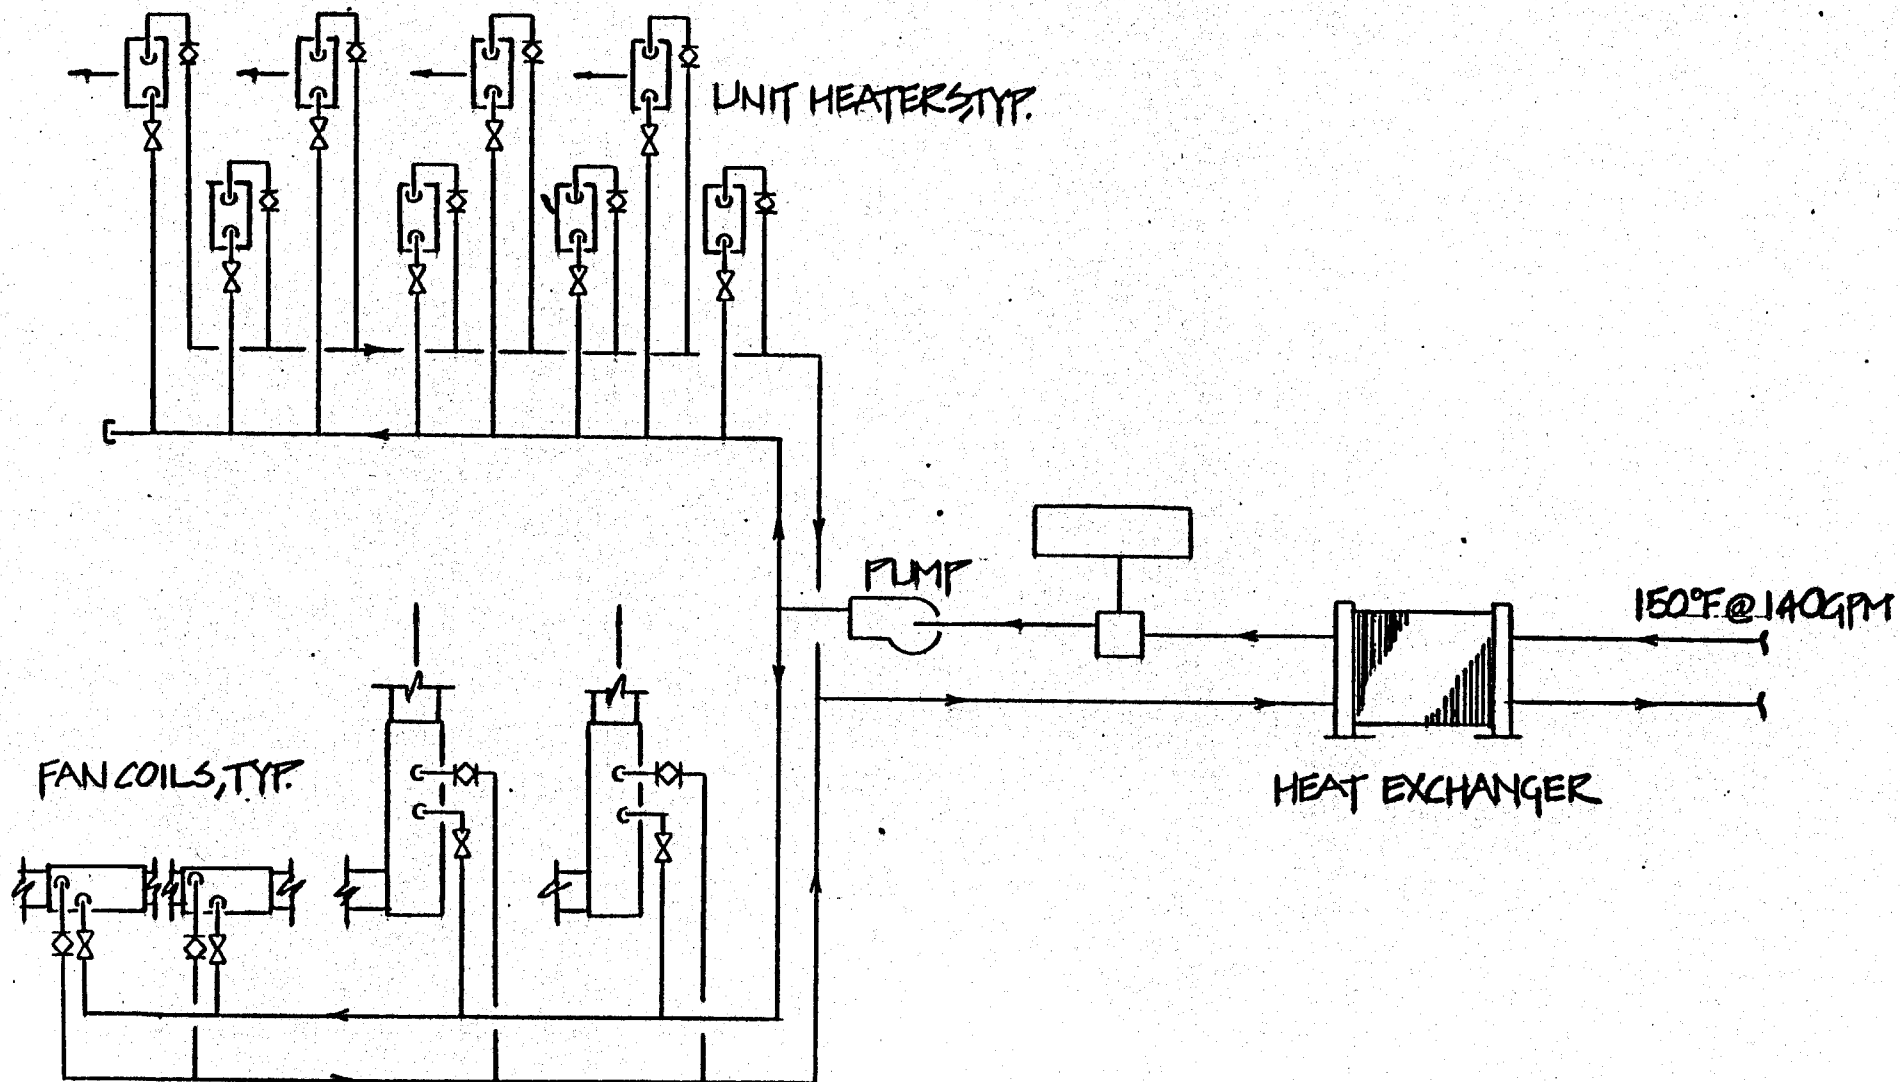 UNIT HEATERS, TYP.
PUMP
150°F @ 140GPM
FAN COILS, TYP.
HEAT EXCHANGER